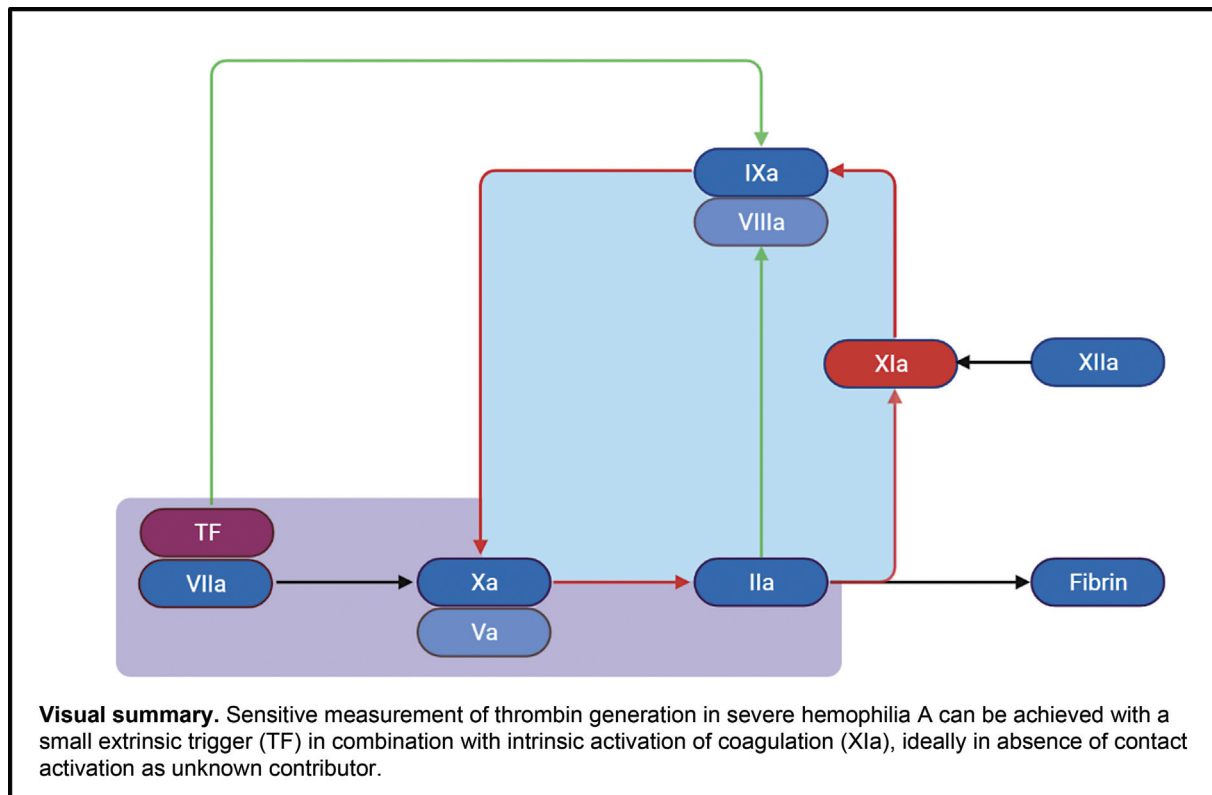 IXa
VIIIa
XIa
XIIa
TF
VIIa
Xa
Va
IIa
Fibrin
Visual summary. Sensitive measurement of thrombin generation in severe hemophilia A can be achieved with a
small extrinsic trigger (TF) in combination with intrinsic activation of coagulation (XIa), ideally in absence of contact
activation as unknown contributor.